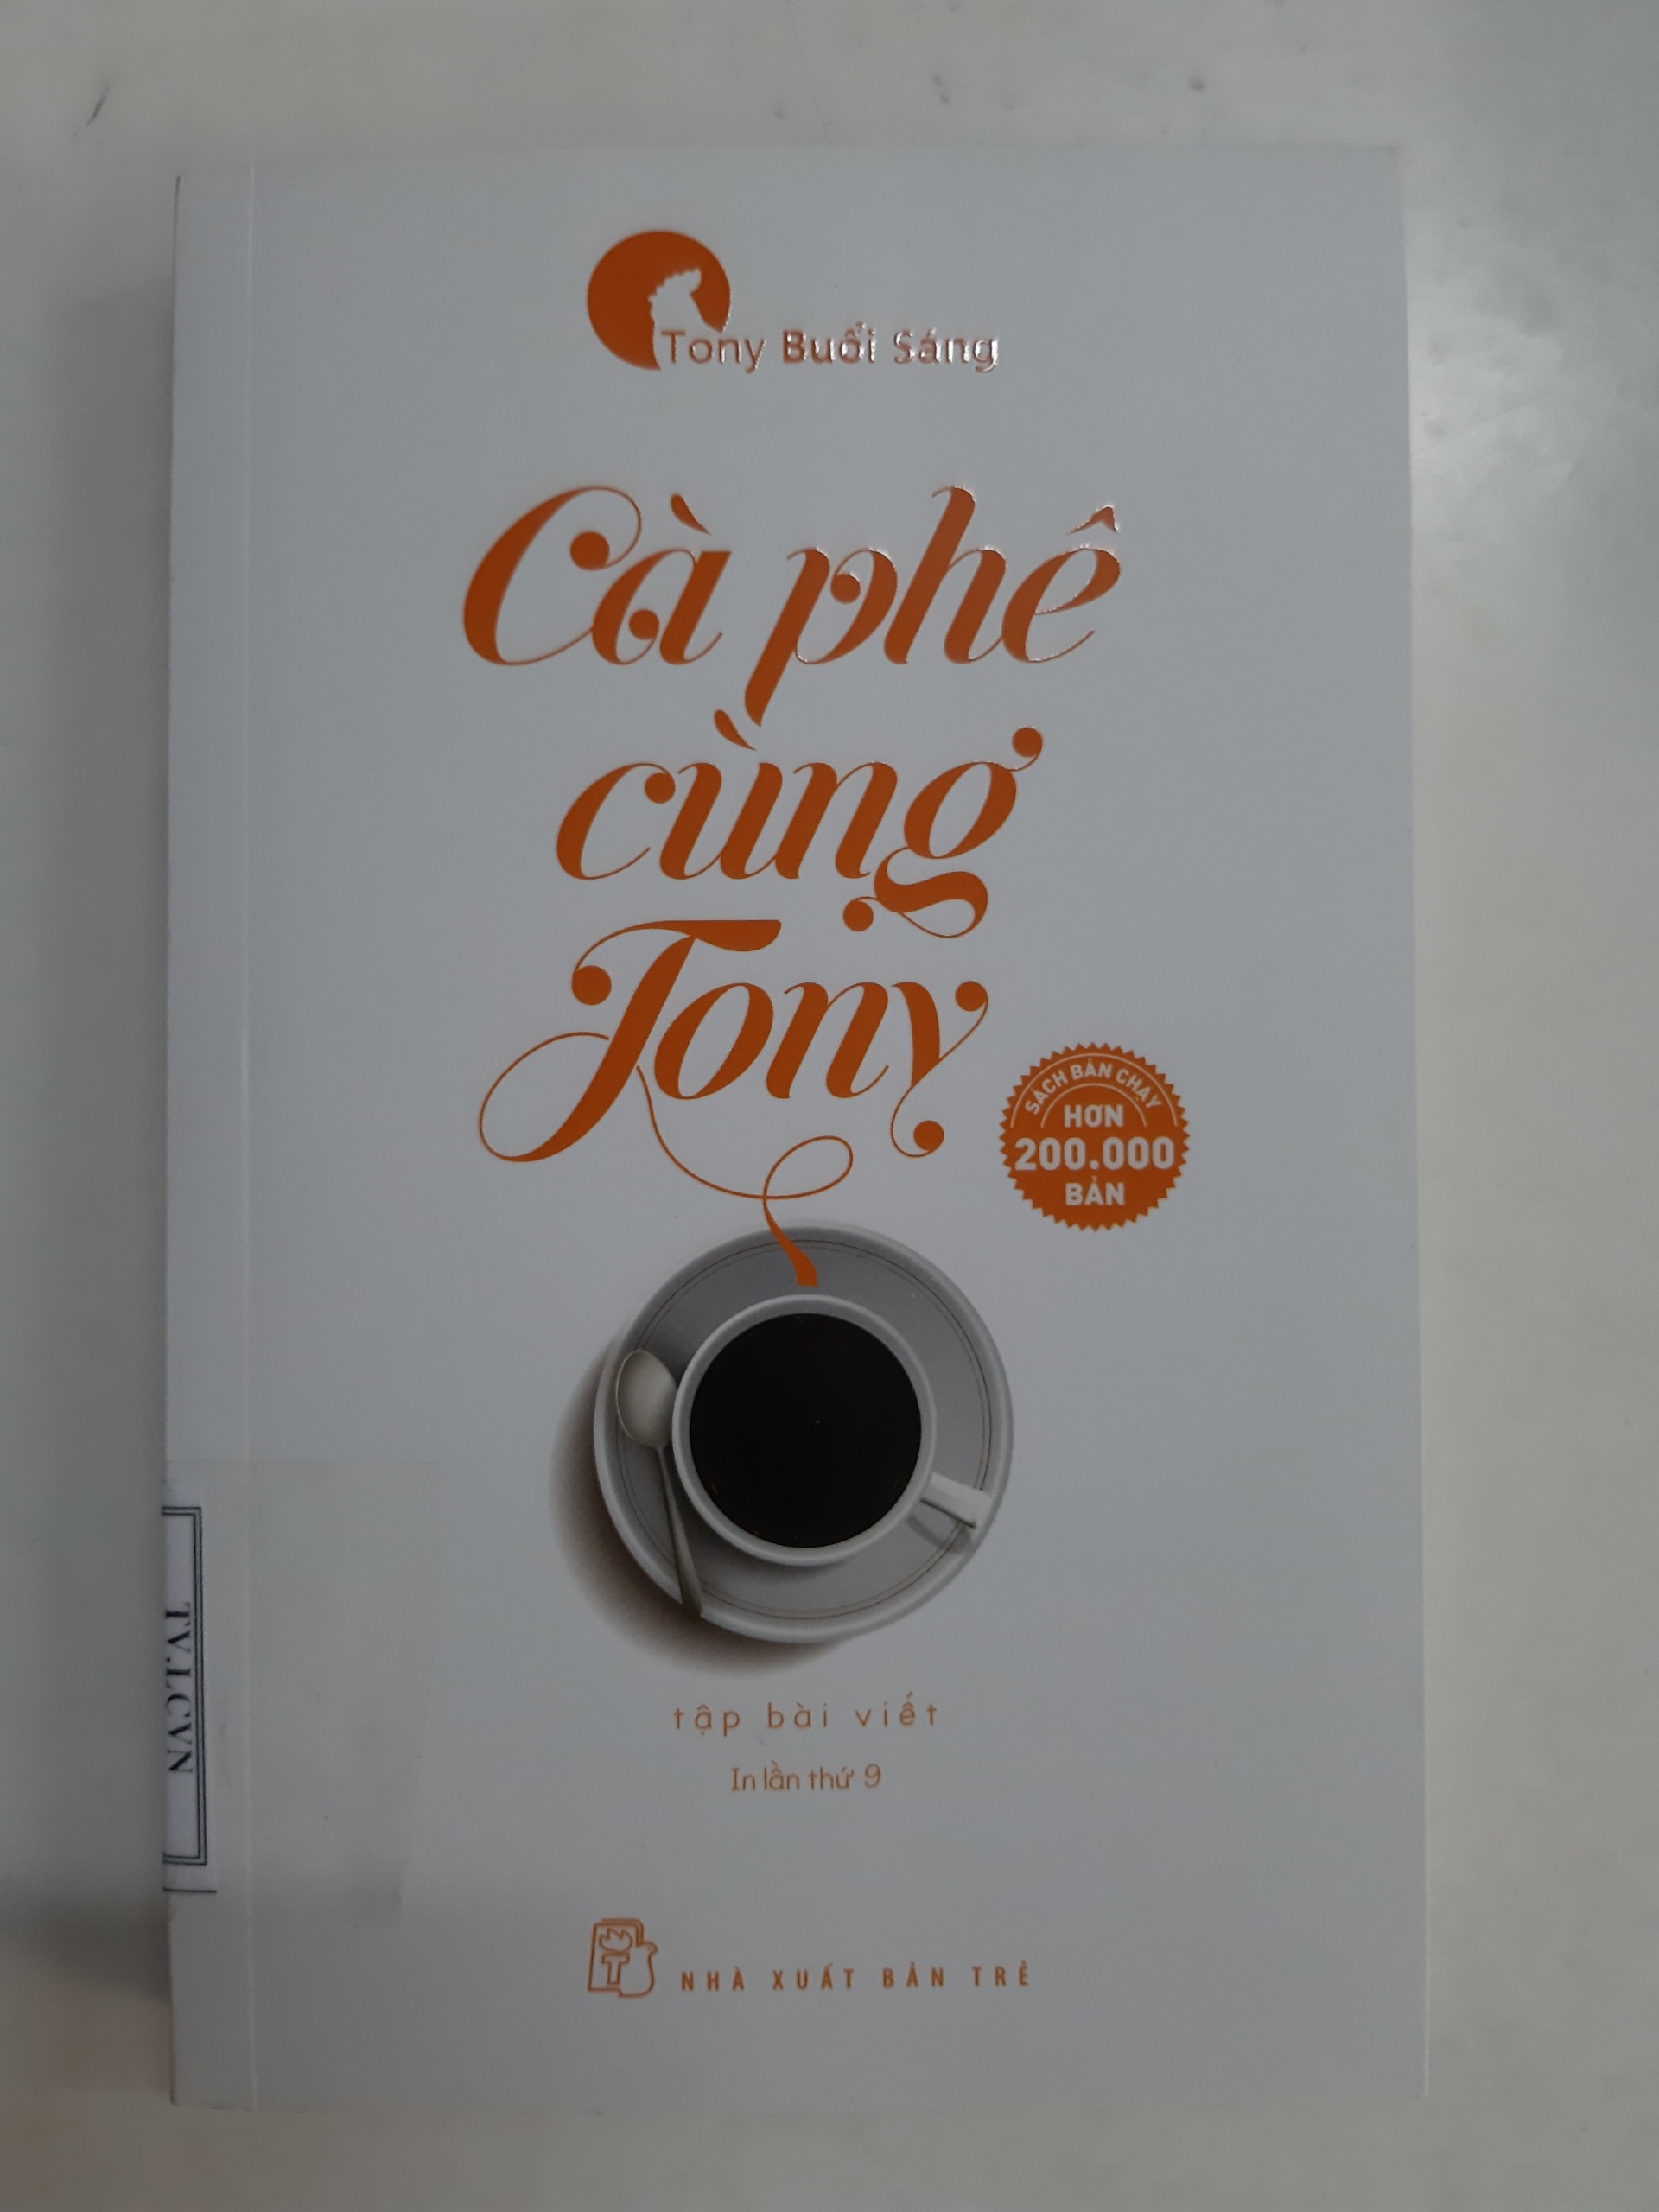 Tony Buổi Sáng
Cà phê
cùng
Tony
SÁCH BÁN CHẠY
HƠN
200.000
BẢN
tập bài viết
In lần thứ 9
TV.LCVN
NHÀ XUẤT BẢN TRẺ